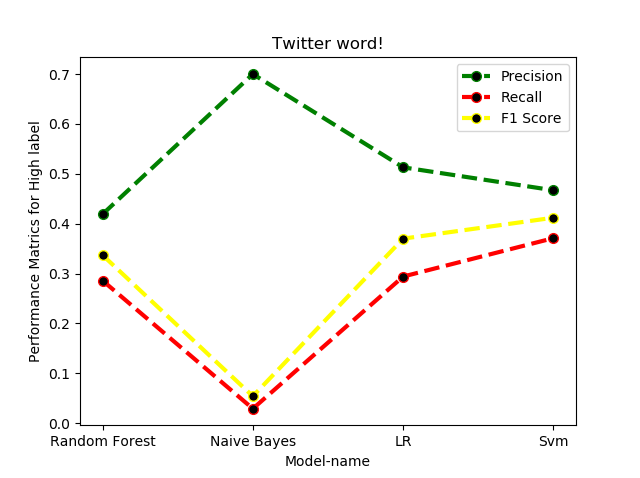 Twitter word!
Precision
Recall
F1 Score
Performance Matrics for High label
0.7
0.6
0.5
0.4
0.3
0.2
0.1
0.0
Random Forest
Naive Bayes
LR
Svm
Model-name